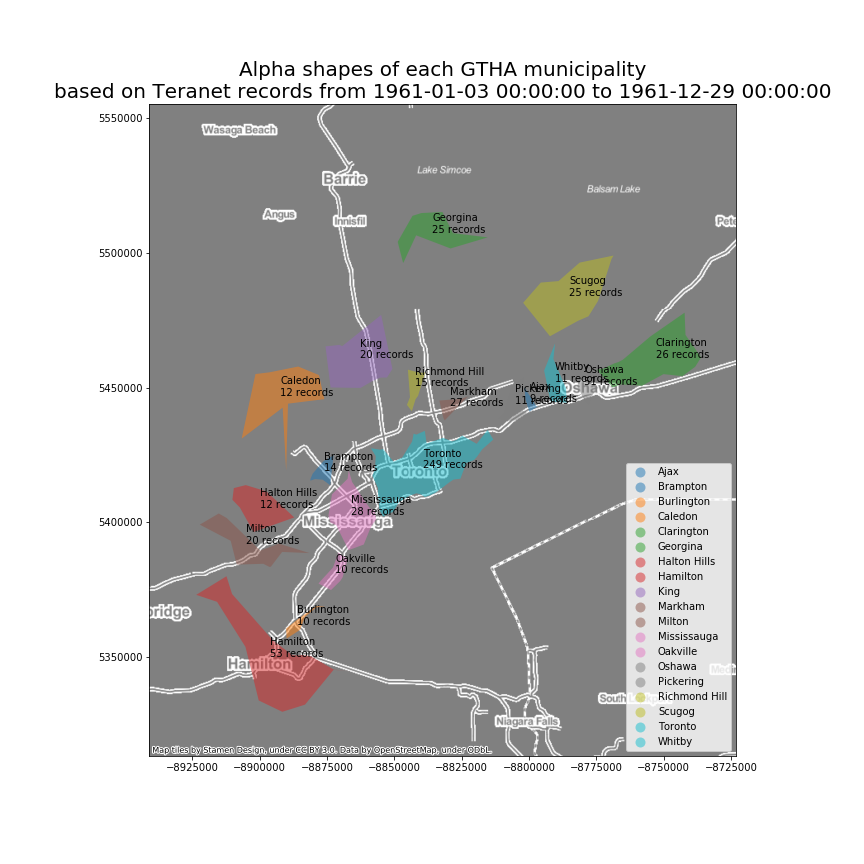 Alpha shapes of each GTHA municipality
based on Teranet records from 1961-01-03 00:00:00 to 1961-12-29 00:00:00
5550000
Wasaga Beach
Lake Simcoe
Barrie
Balsam Lake
Angus
Innisfil
Georgina
25 records
Pete
5500000
Scugog
25 records
King
20 records
Clarington
26 records
Richmond Hill
15 records
Whitby
11 records
Oshawa
records
Caledon
12 records
Markham
27 records
Pickering
11 records
Ajax
9 records
Oshawa
5450000
Brampton
14 records
Toronto
249 records
Toronto
Halton Hills
12 records
Mississauga
28 records
Mississauga
5400000
Milton
20 records
Oakville
10 records
bridge
Burlington
10 records
Hamilton
53 records
Hamilton
5350000
South
Niagara Falls
Ajax
Brampton
Burlington
Caledon
Clarington
Georgina
Halton Hills
Hamilton
King
Markham
Milton
Mississauga
Oakville
Oshawa
Pickering
Richmond Hill
Scugog
Toronto
Whitby
Map tiles by Stamen Design, under CC BY 3.0. Data by OpenStreetMap, under ODbL.
−8925000 −8900000 −8875000 −8850000 −8825000 −8800000 −8775000 −8750000 −8725000